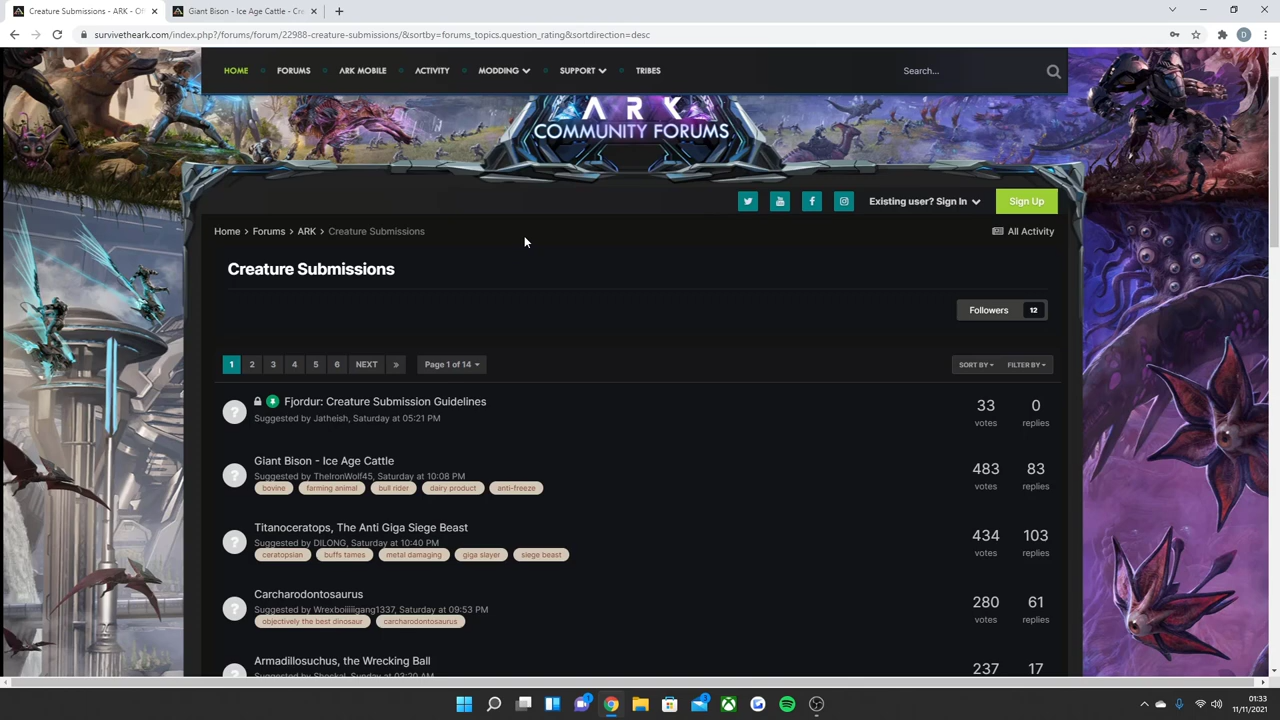 Creature Submissions - ARK - Of
Giant Bison - Ice Age Cattle - Cre
survivetheark.com/index.php?/forums/forum/22988-creature-submissions/&sortby=forums_topics.question_rating&sortdirection=desc
D
HOME FORUMS ARK MOBILE ACTIVITY MODDING SUPPORT TRIBES Search...
ARK
COMMUNITY FORUMS
Existing user? Sign In Sign Up
Home > Forums > ARK > Creature Submissions All Activity
Creature Submissions
Followers 12
1 2 3 4 5 6 NEXT » Page 1 of 14 SORT BY FILTER BY
Fjordur: Creature Submission Guidelines 33 0
Suggested by Jatheish, Saturday at 05:21 PM votes replies
Giant Bison - Ice Age Cattle 483 83
Suggested by TheIronWolf45, Saturday at 10:08 PM votes replies
bovine farming animal bull rider dairy product anti-freeze
Titanoceratops, The Anti Giga Siege Beast 434 103
Suggested by DILONG, Saturday at 10:40 PM votes replies
ceratopsian buffs tames metal damaging giga slayer siege beast
Carcharodontosaurus 280 61
Suggested by Wrexboiiiiigang1337, Saturday at 09:53 PM votes replies
objectively the best dinosaur carcharodontosaurus
Armadillosuchus, the Wrecking Ball 237 17
01:33
11/11/2021